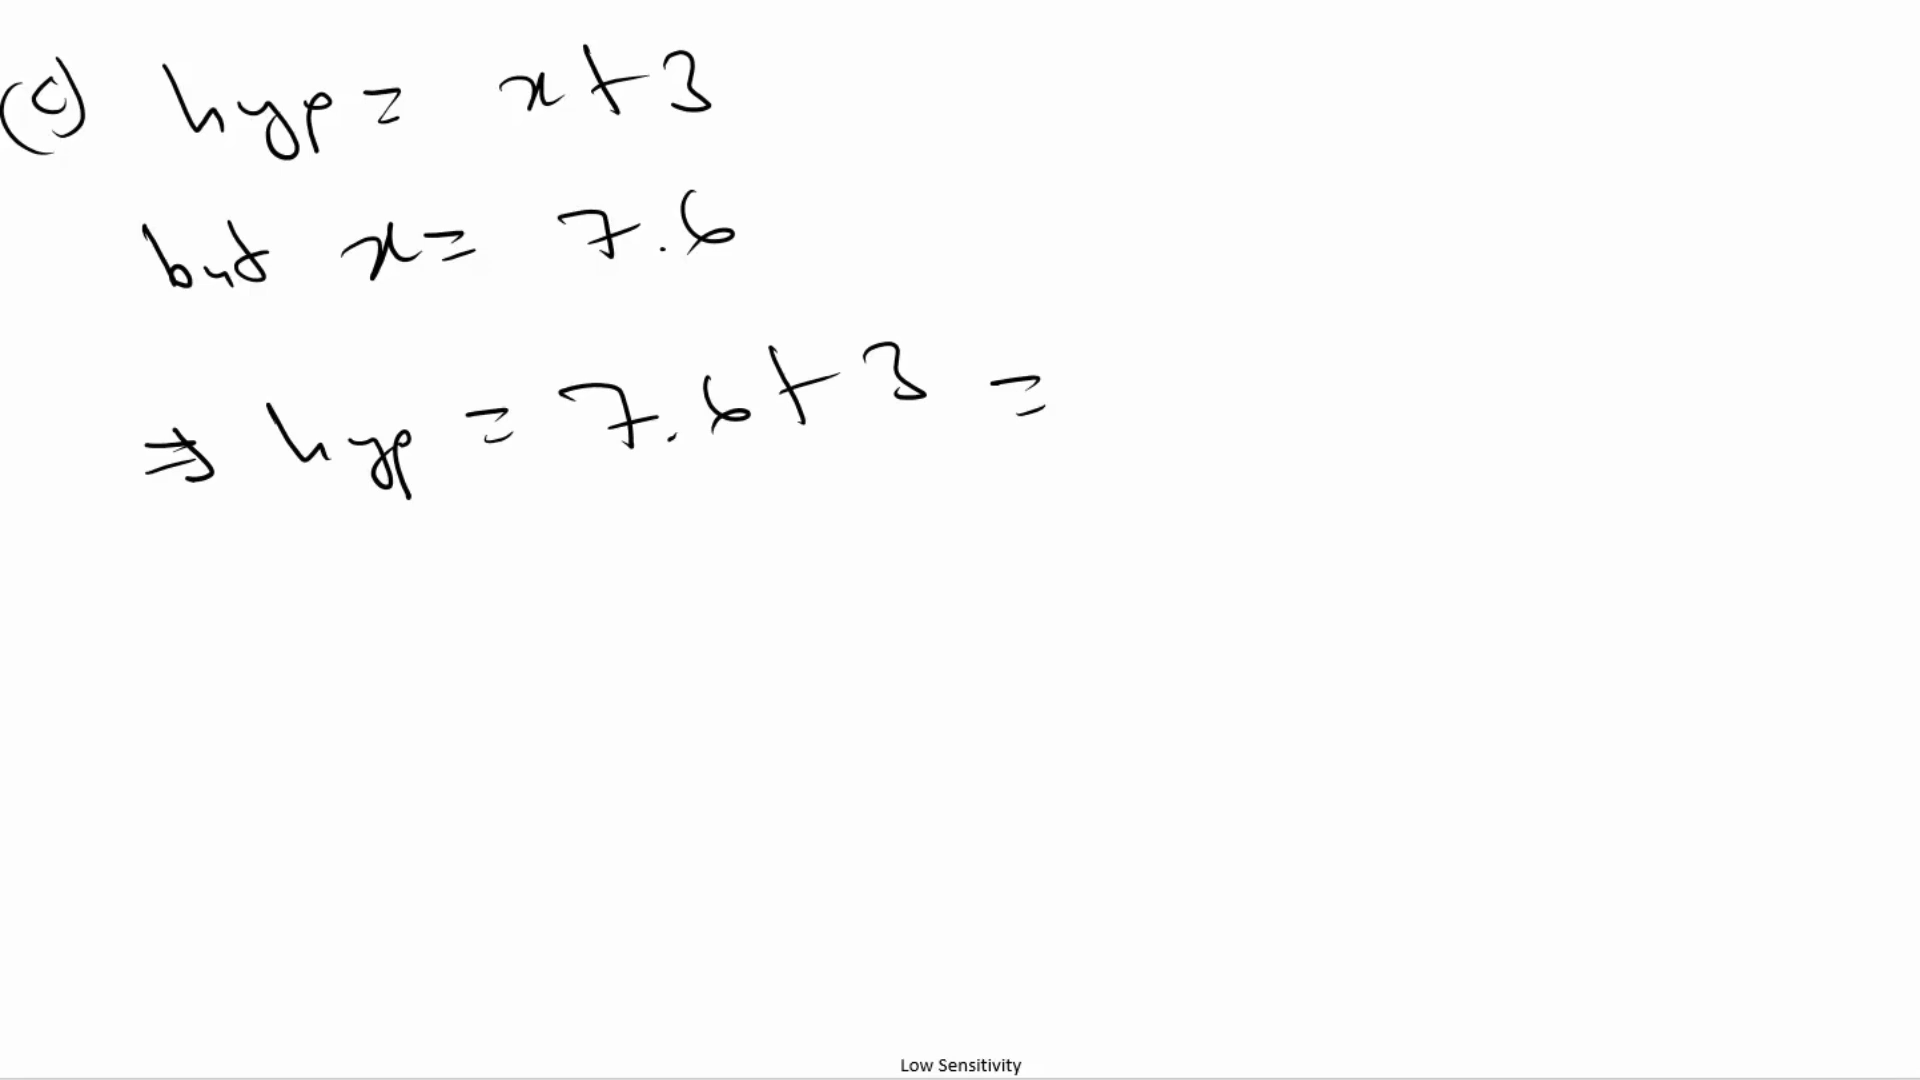 (c) hyp = x + 3
but x = 7.6
⇒ hyp = 7.6 + 3 =
Low Sensitivity